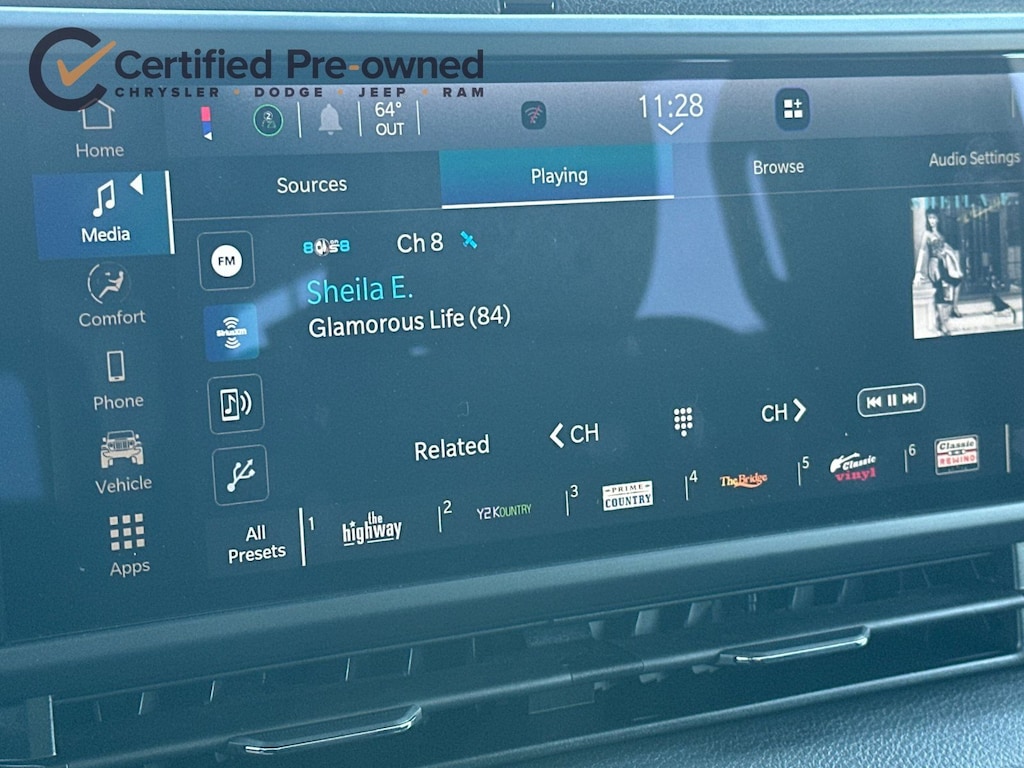 Certified Pre-owned
CHRYSLER • DODGE • JEEP • RAM
Home
2
64°
OUT
11:28
Media
Sources
Playing
Browse
Audio Settings
FM
Ch 8
SiriusXM
Sheila E.
Glamorous Life (84)
Comfort
Phone
Related
CH
CH
Vehicle
All
Presets
1
the
highway
2
Y2KOUNTRY
3
PRIME
COUNTRY
4
The Bridge
5
Classic
vinyl
6
Classic
REWIND
Apps